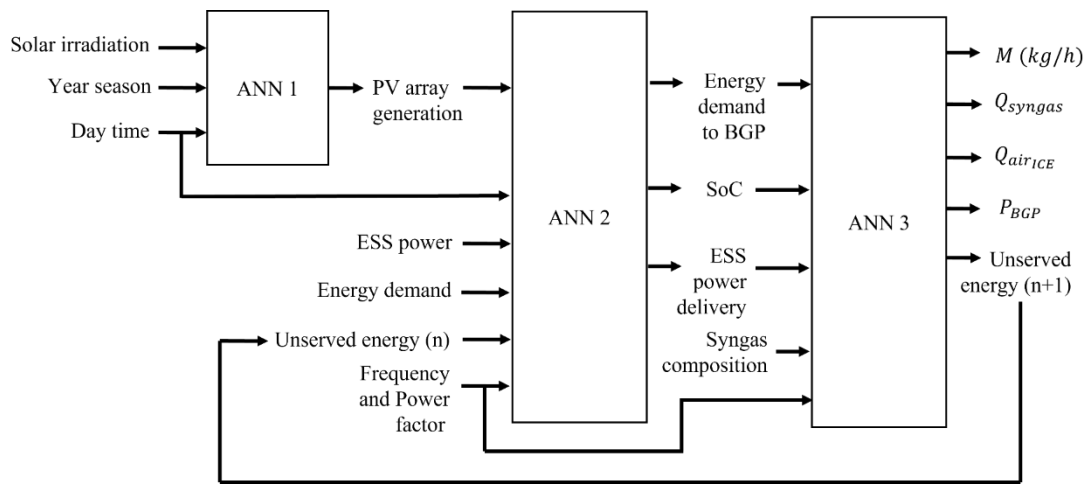 Solar irradiation
Year season
Day time
ANN 1
PV array
generation
ESS power
Energy demand
Unserved energy (n)
Frequency
and Power
factor
ANN 2
Energy
demand
to BGP
SoC
ESS
power
delivery
Syngas
composition
ANN 3
M (kg/h)
Q_syngas
Q_air_ICE
P_BGP
Unserved
energy (n+1)